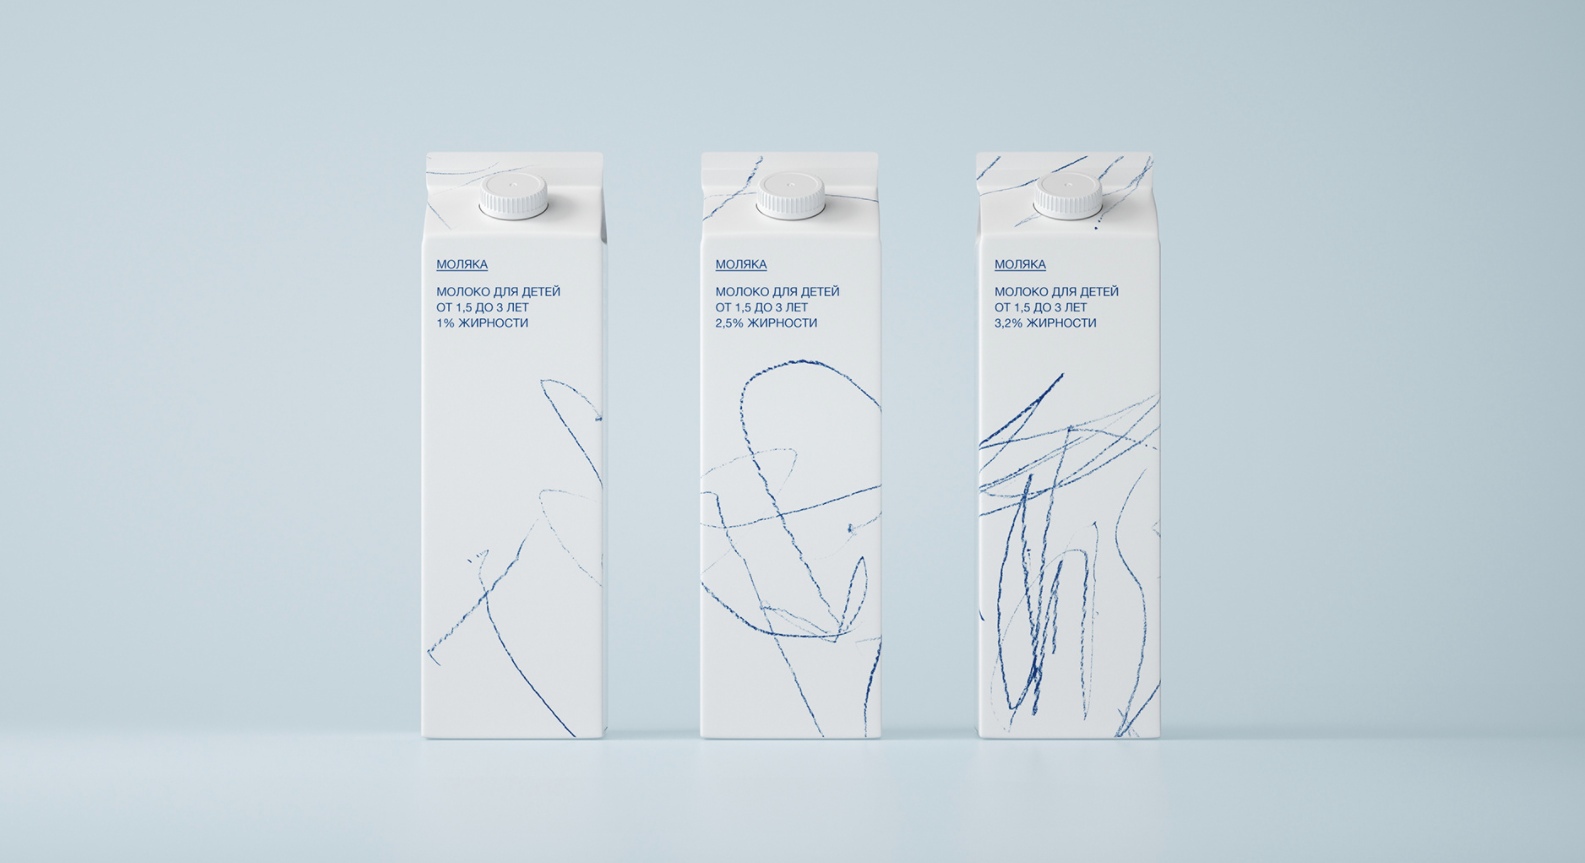 МОЛЯКА
МОЛОКО ДЛЯ ДЕТЕЙ
ОТ 1,5 ДО 3 ЛЕТ
1% ЖИРНОСТИ
МОЛЯКА
МОЛОКО ДЛЯ ДЕТЕЙ
ОТ 1,5 ДО 3 ЛЕТ
2,5% ЖИРНОСТИ
МОЛЯКА
МОЛОКО ДЛЯ ДЕТЕЙ
ОТ 1,5 ДО 3 ЛЕТ
3,2% ЖИРНОСТИ